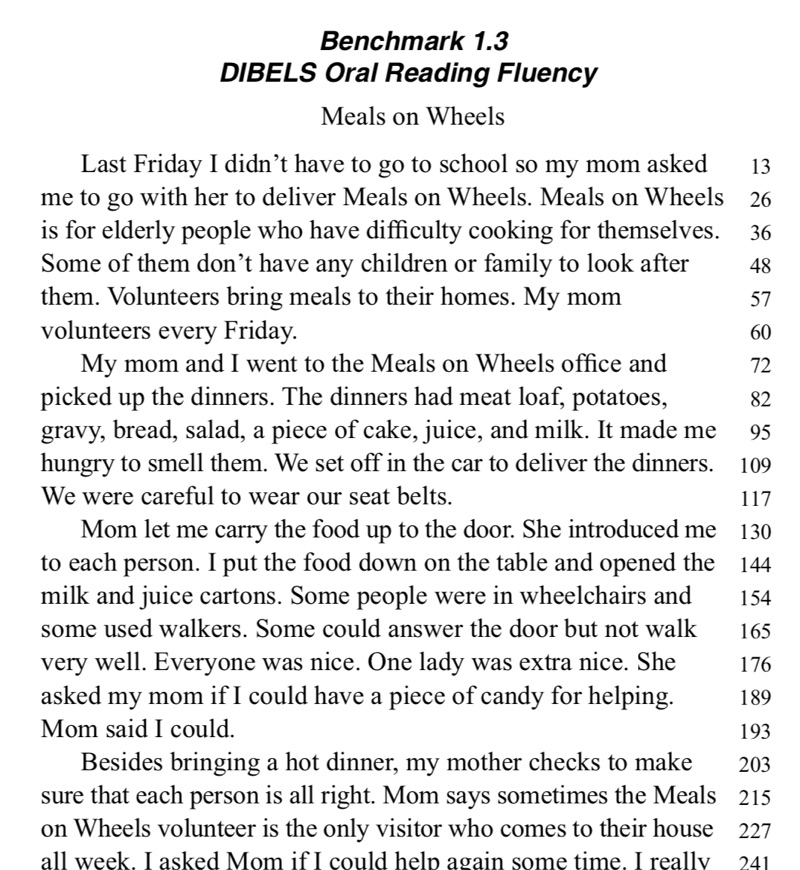 Benchmark 1.3
DIBELS Oral Reading Fluency
Meals on Wheels
Last Friday I didn’t have to go to school so my mom asked 13
me to go with her to deliver Meals on Wheels. Meals on Wheels 26
is for elderly people who have difficulty cooking for themselves. 36
Some of them don’t have any children or family to look after 48
them. Volunteers bring meals to their homes. My mom 57
volunteers every Friday. 60
My mom and I went to the Meals on Wheels office and 72
picked up the dinners. The dinners had meat loaf, potatoes, 82
gravy, bread, salad, a piece of cake, juice, and milk. It made me 95
hungry to smell them. We set off in the car to deliver the dinners. 109
We were careful to wear our seat belts. 117
Mom let me carry the food up to the door. She introduced me 130
to each person. I put the food down on the table and opened the 144
milk and juice cartons. Some people were in wheelchairs and 154
some used walkers. Some could answer the door but not walk 165
very well. Everyone was nice. One lady was extra nice. She 176
asked my mom if I could have a piece of candy for helping. 189
Mom said I could. 193
Besides bringing a hot dinner, my mother checks to make 203
sure that each person is all right. Mom says sometimes the Meals 215
on Wheels volunteer is the only visitor who comes to their house 227
all week. I asked Mom if I could help again some time. I really 241